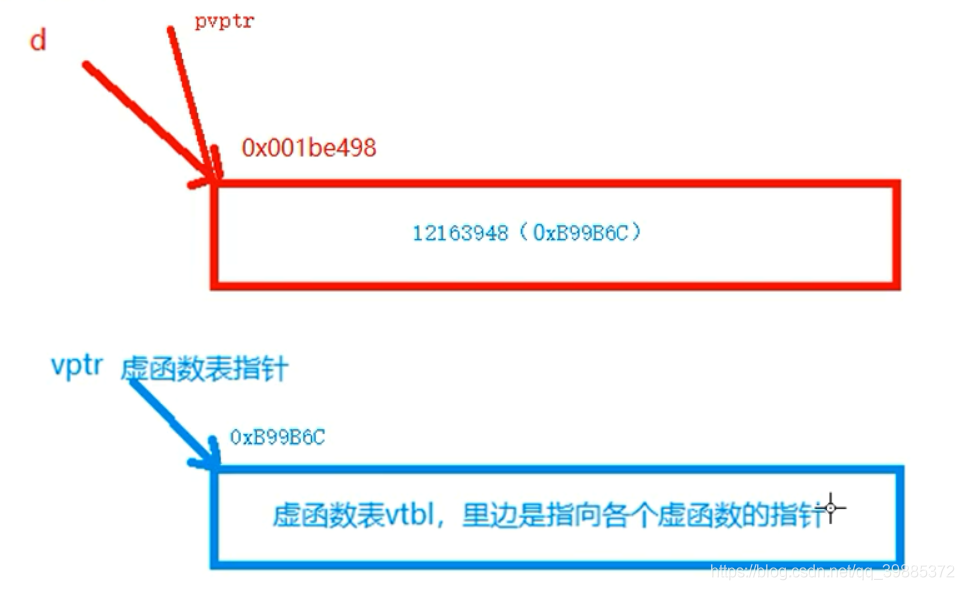 pvptr
d
0x001be498
12163948（0xB99B6C）
vptr 虚函数表指针
0xB99B6C
虚函数表vtbl，里边是指向各个虚函数的指针
https://blog.csdn.net/qq_39885372